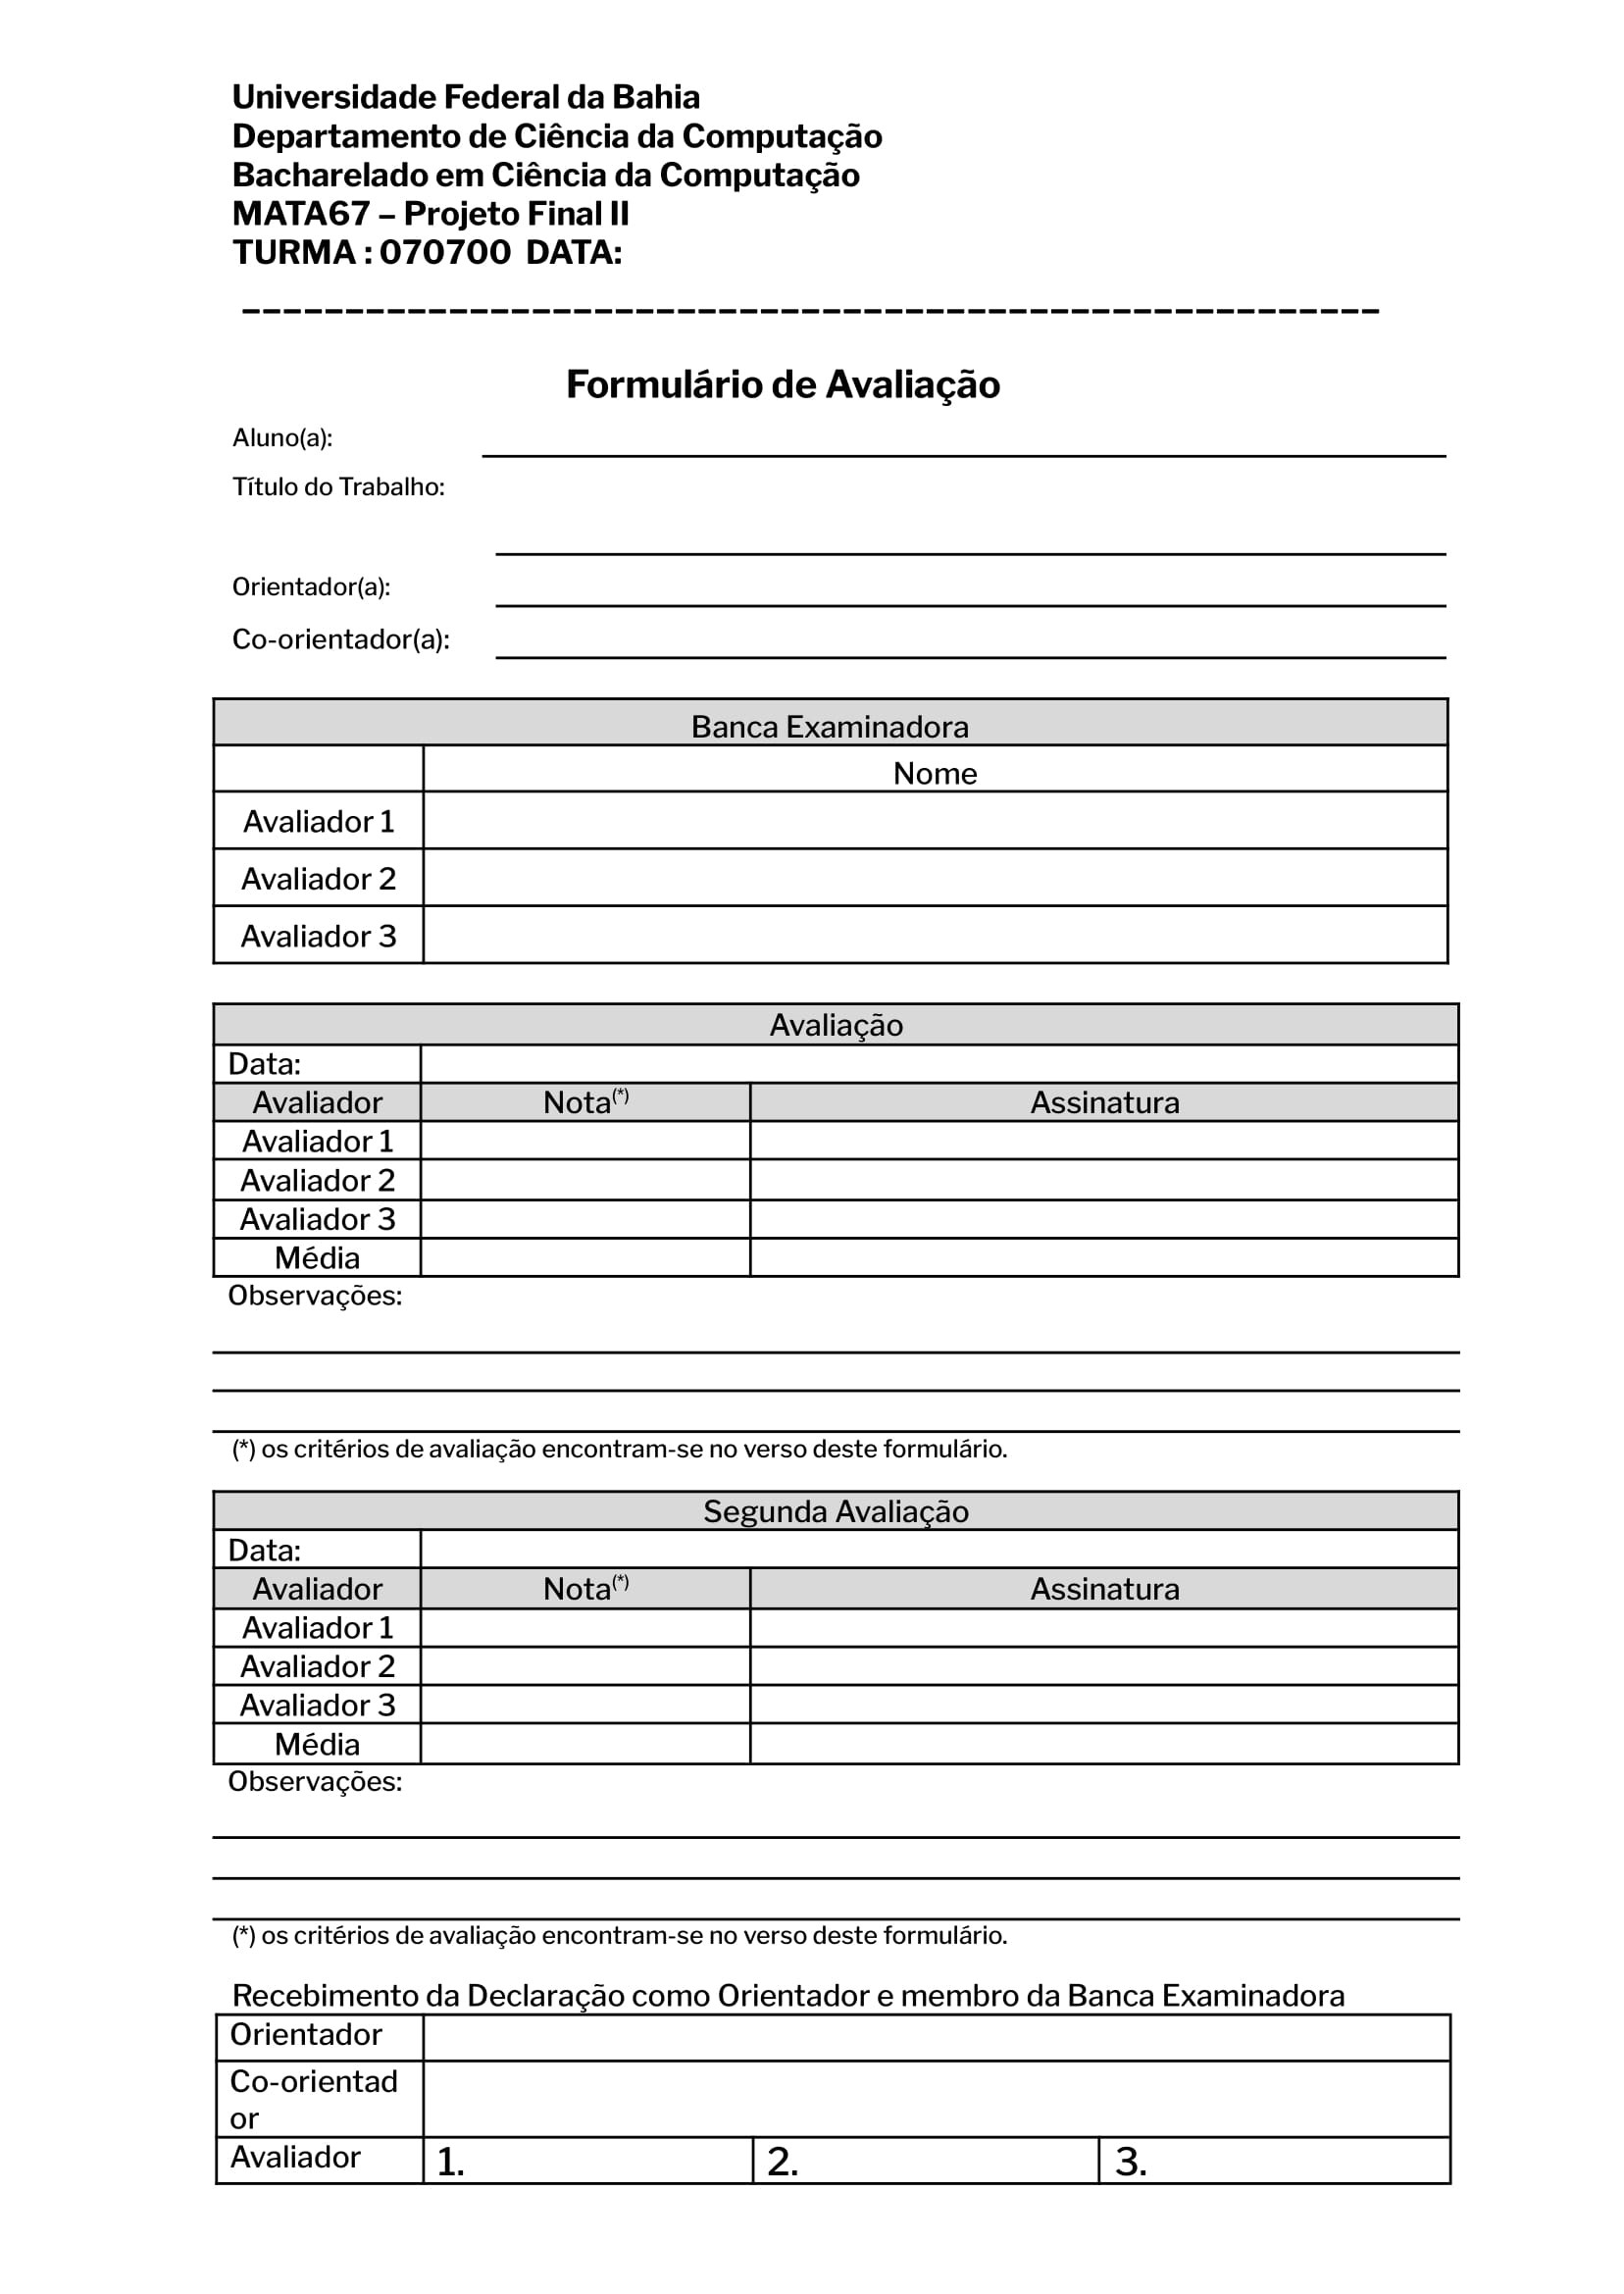 Universidade Federal da Bahia
Departamento de Ciência da Computação
Bacharelado em Ciência da Computação
MATA67 – Projeto Final II
TURMA : 070700 DATA:
_______________________________________________________
Formulário de Avaliação
Aluno(a):
Título do Trabalho:
Orientador(a):
Co-orientador(a):
Banca Examinadora
Nome
Avaliador 1
Avaliador 2
Avaliador 3
Avaliação
Data:
Avaliador Nota(*) Assinatura
Avaliador 1
Avaliador 2
Avaliador 3
Média
Observações:
(*) os critérios de avaliação encontram-se no verso deste formulário.
Segunda Avaliação
Data:
Avaliador Nota(*) Assinatura
Avaliador 1
Avaliador 2
Avaliador 3
Média
Observações:
(*) os critérios de avaliação encontram-se no verso deste formulário.
Recebimento da Declaração como Orientador e membro da Banca Examinadora
Orientador
Co-orientad
or
Avaliador 1. 2. 3.